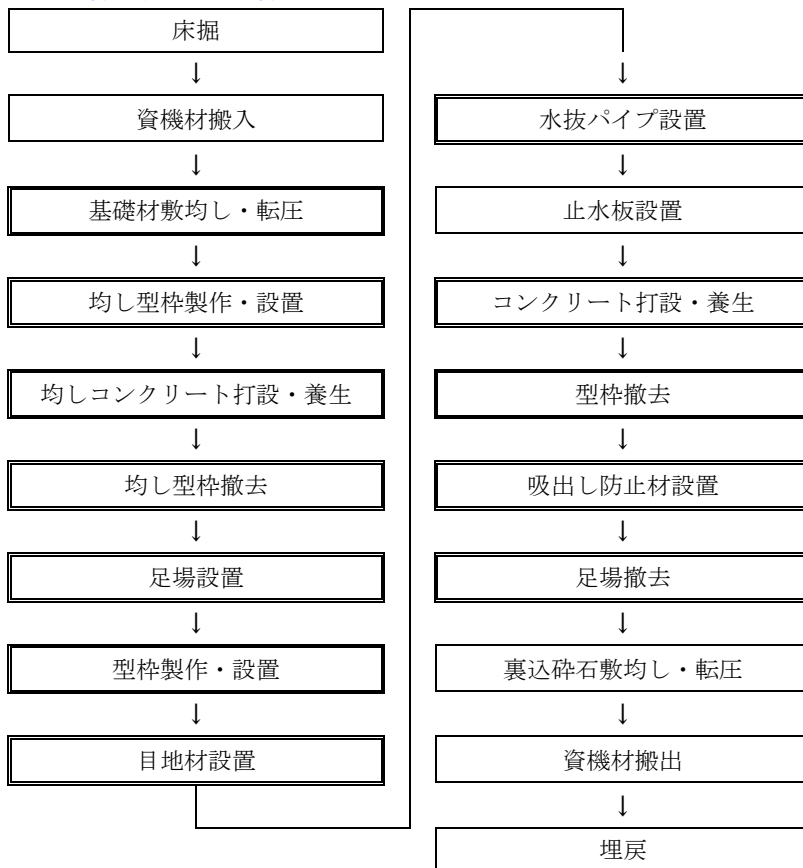 床掘
↓
資機材搬入
↓
基礎材敷均し・転圧
↓
均し型枠製作・設置
↓
均しコンクリート打設・養生
↓
均し型枠撤去
↓
足場設置
↓
型枠製作・設置
↓
目地材設置
↓
水抜パイプ設置
↓
止水板設置
↓
コンクリート打設・養生
↓
型枠撤去
↓
吸出し防止材設置
↓
足場撤去
↓
裏込砕石敷均し・転圧
↓
資機材搬出
↓
埋戻